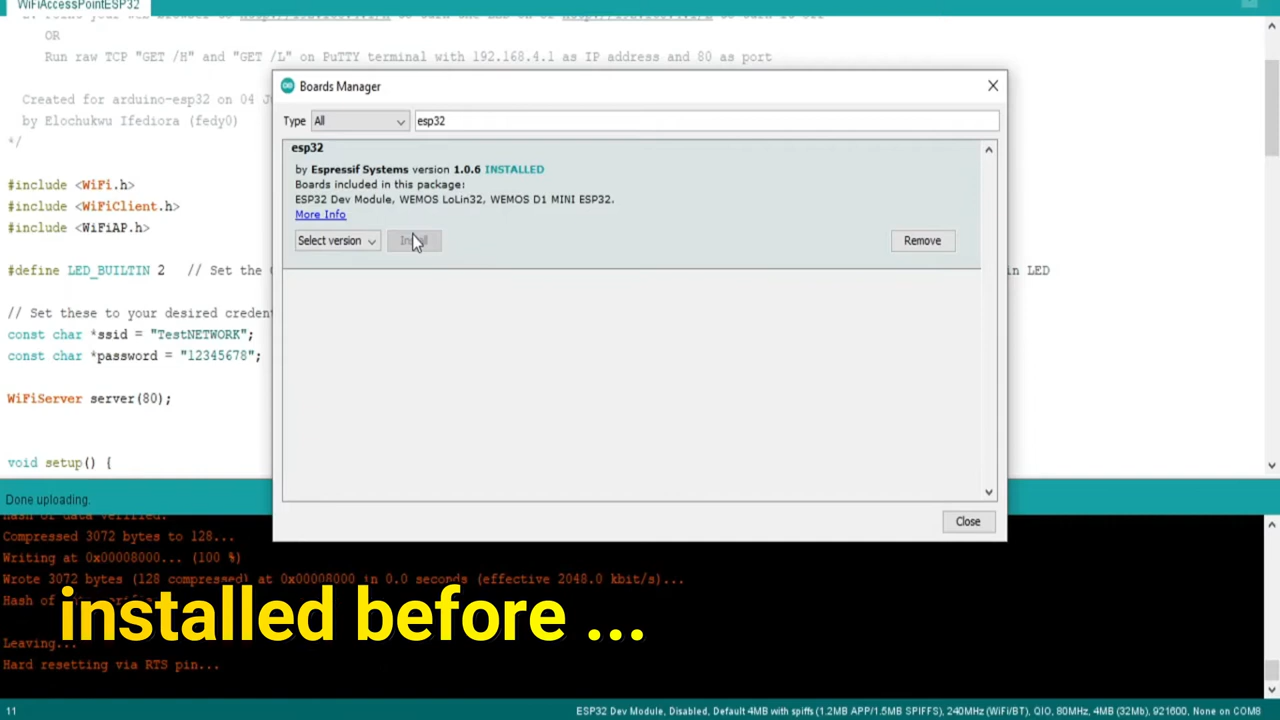 WiFiAccessPointESP32
OR
Run raw TCP "GET /H" and "GET /L" on PuTTY terminal with 192.168.4.1 as IP address and 80 as port
Created for arduino-esp32 on 04
by Elochukwu Ifediora (fedy0)
*/
#include <WiFi.h>
#include <WiFiClient.h>
#include <WiFiAP.h>
#define LED_BUILTIN 2 // Set the
in LED
// Set these to your desired
const char *ssid = "TestNETWORK";
const char *password = "12345678";
WiFiServer server(80);
void setup() {
Boards Manager
Type All esp32
esp32
by Espressif Systems version 1.0.6 INSTALLED
Boards included in this package:
ESP32 Dev Module, WEMOS LoLin32, WEMOS D1 MINI ESP32.
More Info
Select version Remove
Close
Done uploading.
Hash of data verified.
Compressed 3072 bytes to 128...
Writing at 0x00008000... (100 %)
Wrote 3072 bytes (128 compressed) at 0x00008000 in 0.0 seconds (effective 2048.0 kbit/s)...
Hash of
installed before ...
Leaving...
Hard resetting via RTS pin...
11 ESP32 Dev Module, Disabled, Default 4MB with spiffs (1.2MB APP/1.5MB SPIFFS), 240MHz (WiFi/BT), QIO, 80MHz, 4MB (32Mb), 921600, None on COM8